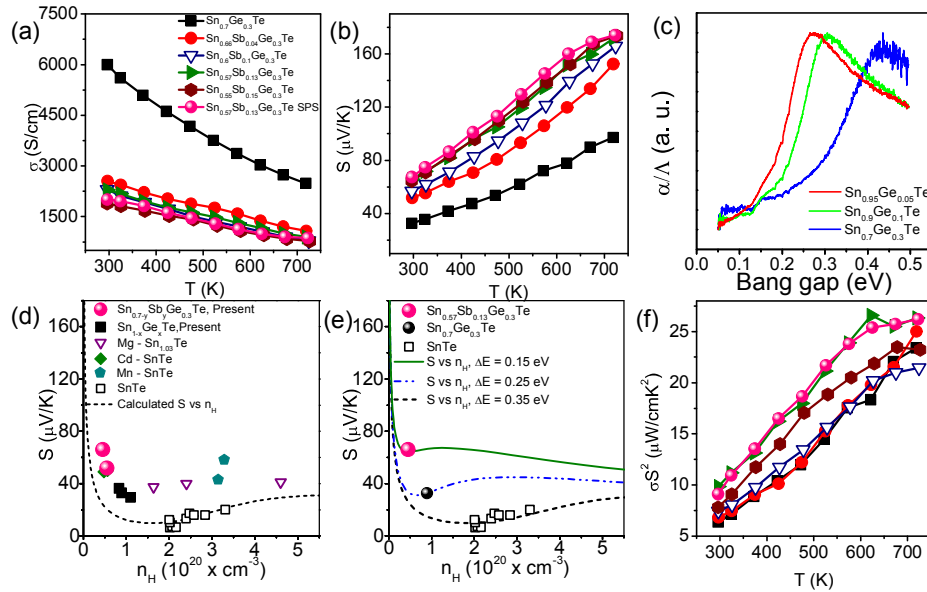 (a)
Sn0.7Ge0.3Te
Sn0.66Sb0.04Ge0.3Te
Sn0.6Sb0.1Ge0.3Te
Sn0.57Sb0.13Ge0.3Te
Sn0.55Sb0.15Ge0.3Te
Sn0.57Sb0.13Ge0.3Te SPS
σ (S/cm)
7500
6000
4500
3000
1500
300 400 500 600 700
T (K)
(b)
S (μV/K)
160
120
80
40
300 400 500 600 700
T (K)
(c)
α/Λ (a. u.)
Sn0.95Ge0.05Te
Sn0.9Ge0.1Te
Sn0.7Ge0.3Te
0.0 0.1 0.2 0.3 0.4 0.5
Bang gap (eV)
(d)
Sn0.7-ySbyGe0.3Te, Present
Sn1-xGexTe,Present
Mg - Sn1.03Te
Cd - SnTe
Mn - SnTe
SnTe
Calculated S vs nH
S (μV/K)
160
120
80
40
0
0 1 2 3 4 5
nH (10^20 x cm^-3)
(e)
Sn0.57Sb0.13Ge0.3Te
Sn0.7Ge0.3Te
SnTe
S vs nH, ΔE = 0.15 eV
S vs nH, ΔE = 0.25 eV
S vs nH, ΔE = 0.35 eV
S (μV/K)
160
120
80
40
0
0 1 2 3 4 5
nH (10^20 x cm^-3)
(f)
σS^2 (μW/cmK^2)
25
20
15
10
5
300 400 500 600 700
T (K)